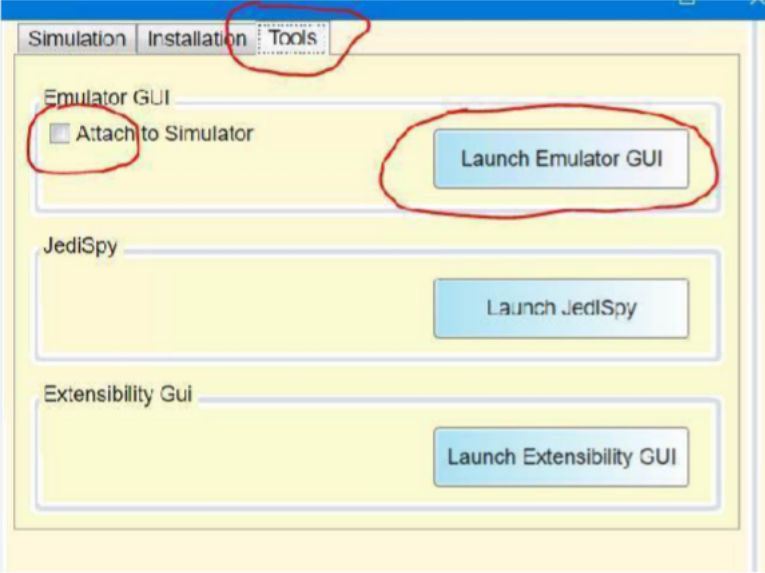 Simulation Installation Tools
Emulator GUI
Attach to Simulator
Launch Emulator GUI
JediSpy
Launch JediSpy
Extensibility Gui
Launch Extensibility GUI